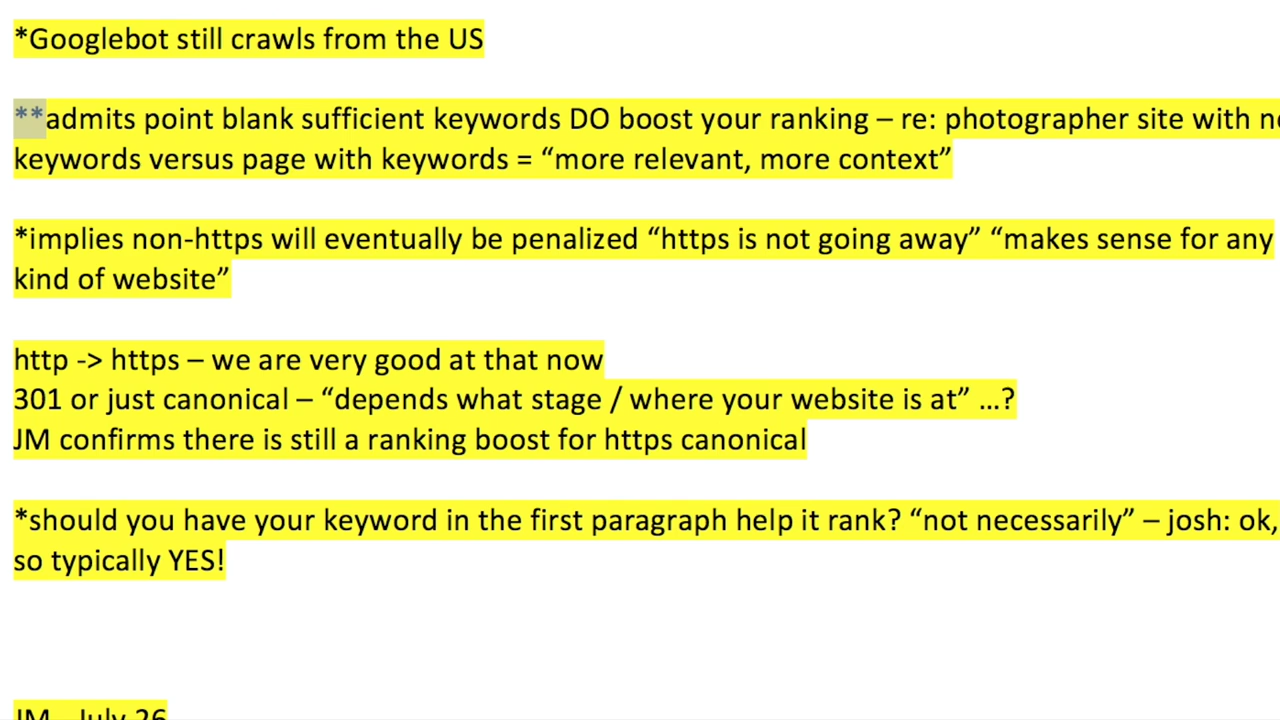 *Googlebot still crawls from the US
**admits point blank sufficient keywords DO boost your ranking – re: photographer site with
keywords versus page with keywords = “more relevant, more context”
*implies non-https will eventually be penalized “https is not going away” “makes sense for any
kind of website”
http -> https – we are very good at that now
301 or just canonical – “depends what stage / where your website is at” …?
JM confirms there is still a ranking boost for https canonical
*should you have your keyword in the first paragraph help it rank? “not necessarily” – josh: ok,
so typically YES!
JM – July 26